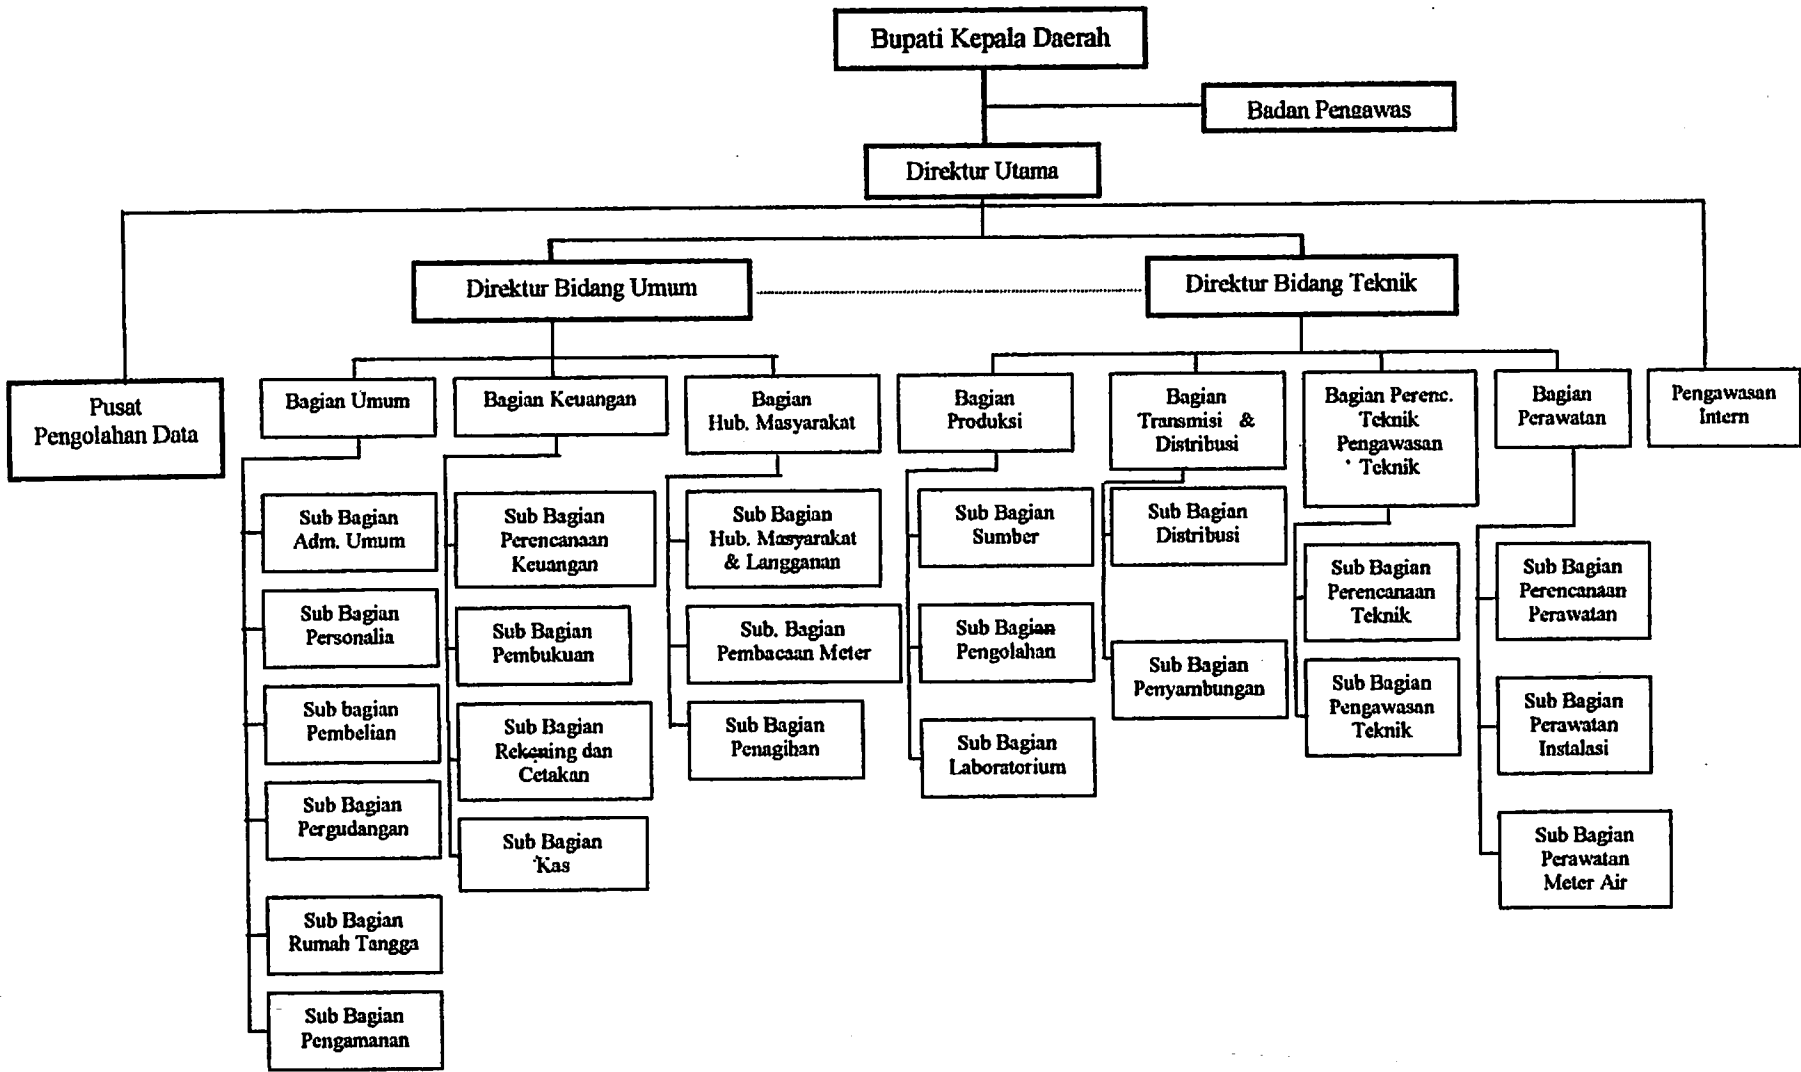 Bupati Kepala Daerah
Badan Pengawas
Direktur Utama
Direktur Bidang Umum
Direktur Bidang Teknik
Pusat
Pengolahan Data
Bagian Umum
Bagian Keuangan
Bagian
Hub. Masyarakat
Bagian
Produksi
Bagian
Transmisi &
Distribusi
Bagian Perenc.
Teknik
Pengawasan
Teknik
Bagian
Perawatan
Pengawasan
Intern
Sub Bagian
Adm. Umum
Sub Bagian
Personalia
Sub bagian
Pembelian
Sub Bagian
Pergudangan
Sub Bagian
Rumah Tangga
Sub Bagian
Pengamanan
Sub Bagian
Perencanaan
Keuangan
Sub Bagian
Pembukuan
Sub Bagian
Rekening dan
Cetakan
Sub Bagian
Kas
Sub Bagian
Hub. Masyarakat
& Langganan
Sub. Bagian
Pembacaan Meter
Sub Bagian
Penagihan
Sub Bagian
Sumber
Sub Bagian
Pengolahan
Sub Bagian
Laboratorium
Sub Bagian
Distribusi
Sub Bagian
Penyambungan
Sub Bagian
Perencanaan
Teknik
Sub Bagian
Pengawasan
Teknik
Sub Bagian
Perencanaan
Perawatan
Sub Bagian
Perawatan
Instalasi
Sub Bagian
Perawatan
Meter Air